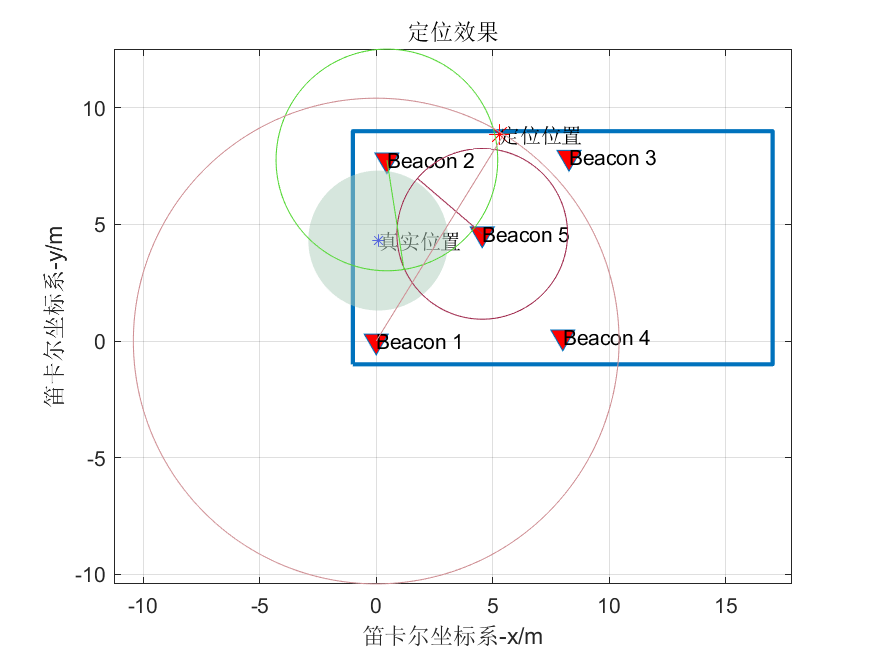 定位效果
10
5
0
-5
-10
-10
-5
0
5
10
15
笛卡尔坐标系-x/m
笛卡尔坐标系-y/m
定位位置
Beacon 2
Beacon 3
Beacon 5
真实位置
Beacon 1
Beacon 4